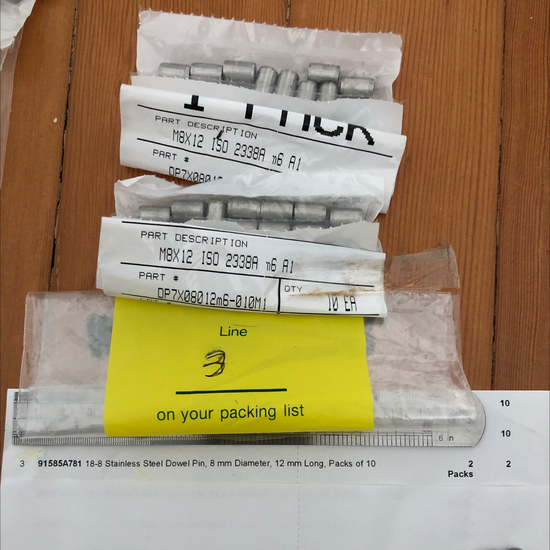 1 PACK
PART DESCRIPTION
M8X12 ISO 2338A m6 A1
PART #
DP7X08012
PART DESCRIPTION
M8X12 ISO 2338A m6 A1
PART #
QTY
DP7X08012m6-010M1
10 EA
Line
3
on your packing list
10
6 in
10
3 91585A781 18-8 Stainless Steel Dowel Pin, 8 mm Diameter, 12 mm Long, Packs of 10 2 2
Packs